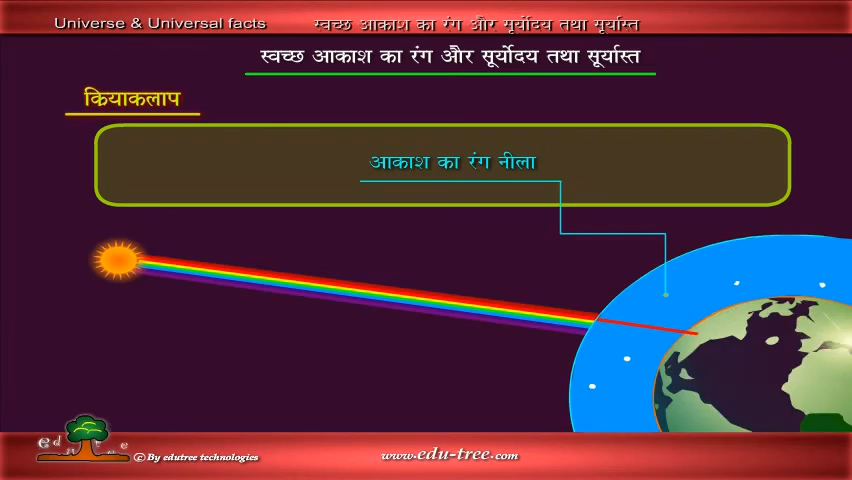 Universe & Universal facts
स्वच्छ आकाश का रंग और सूर्योदय तथा सूर्यास्त
स्वच्छ आकाश का रंग और सूर्योदय तथा सूर्यास्त
कियाकलाप
आकाश का रंग नीला
© By edutree technologies
www.edu-tree.com